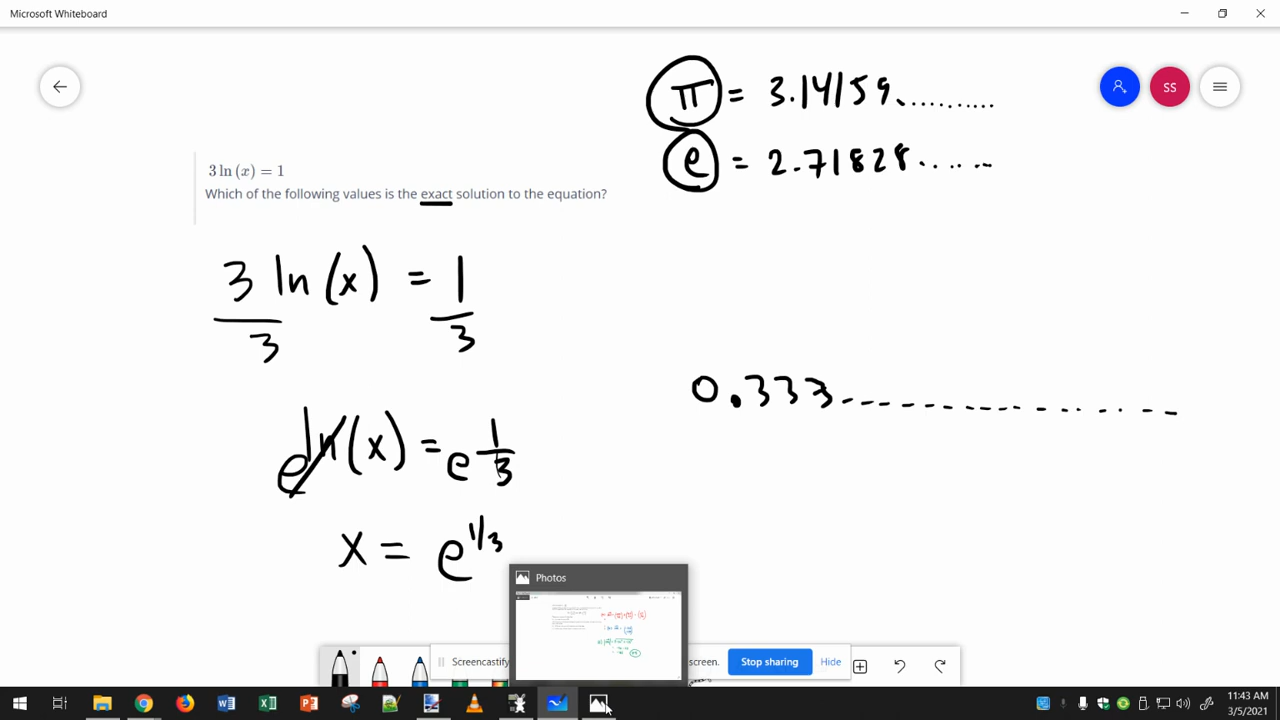 Microsoft Whiteboard
π = 3.14159..........
SS
e = 2.71828......
3 ln (x) = 1
Which of the following values is the exact solution to the equation?
3 ln (x) = 1
3 3
e ln (x) = e 1/3
0.333...................
x = e^1/3
Photos
Screencastify
screen.
Stop sharing
Hide
11:43 AM
3/5/2021